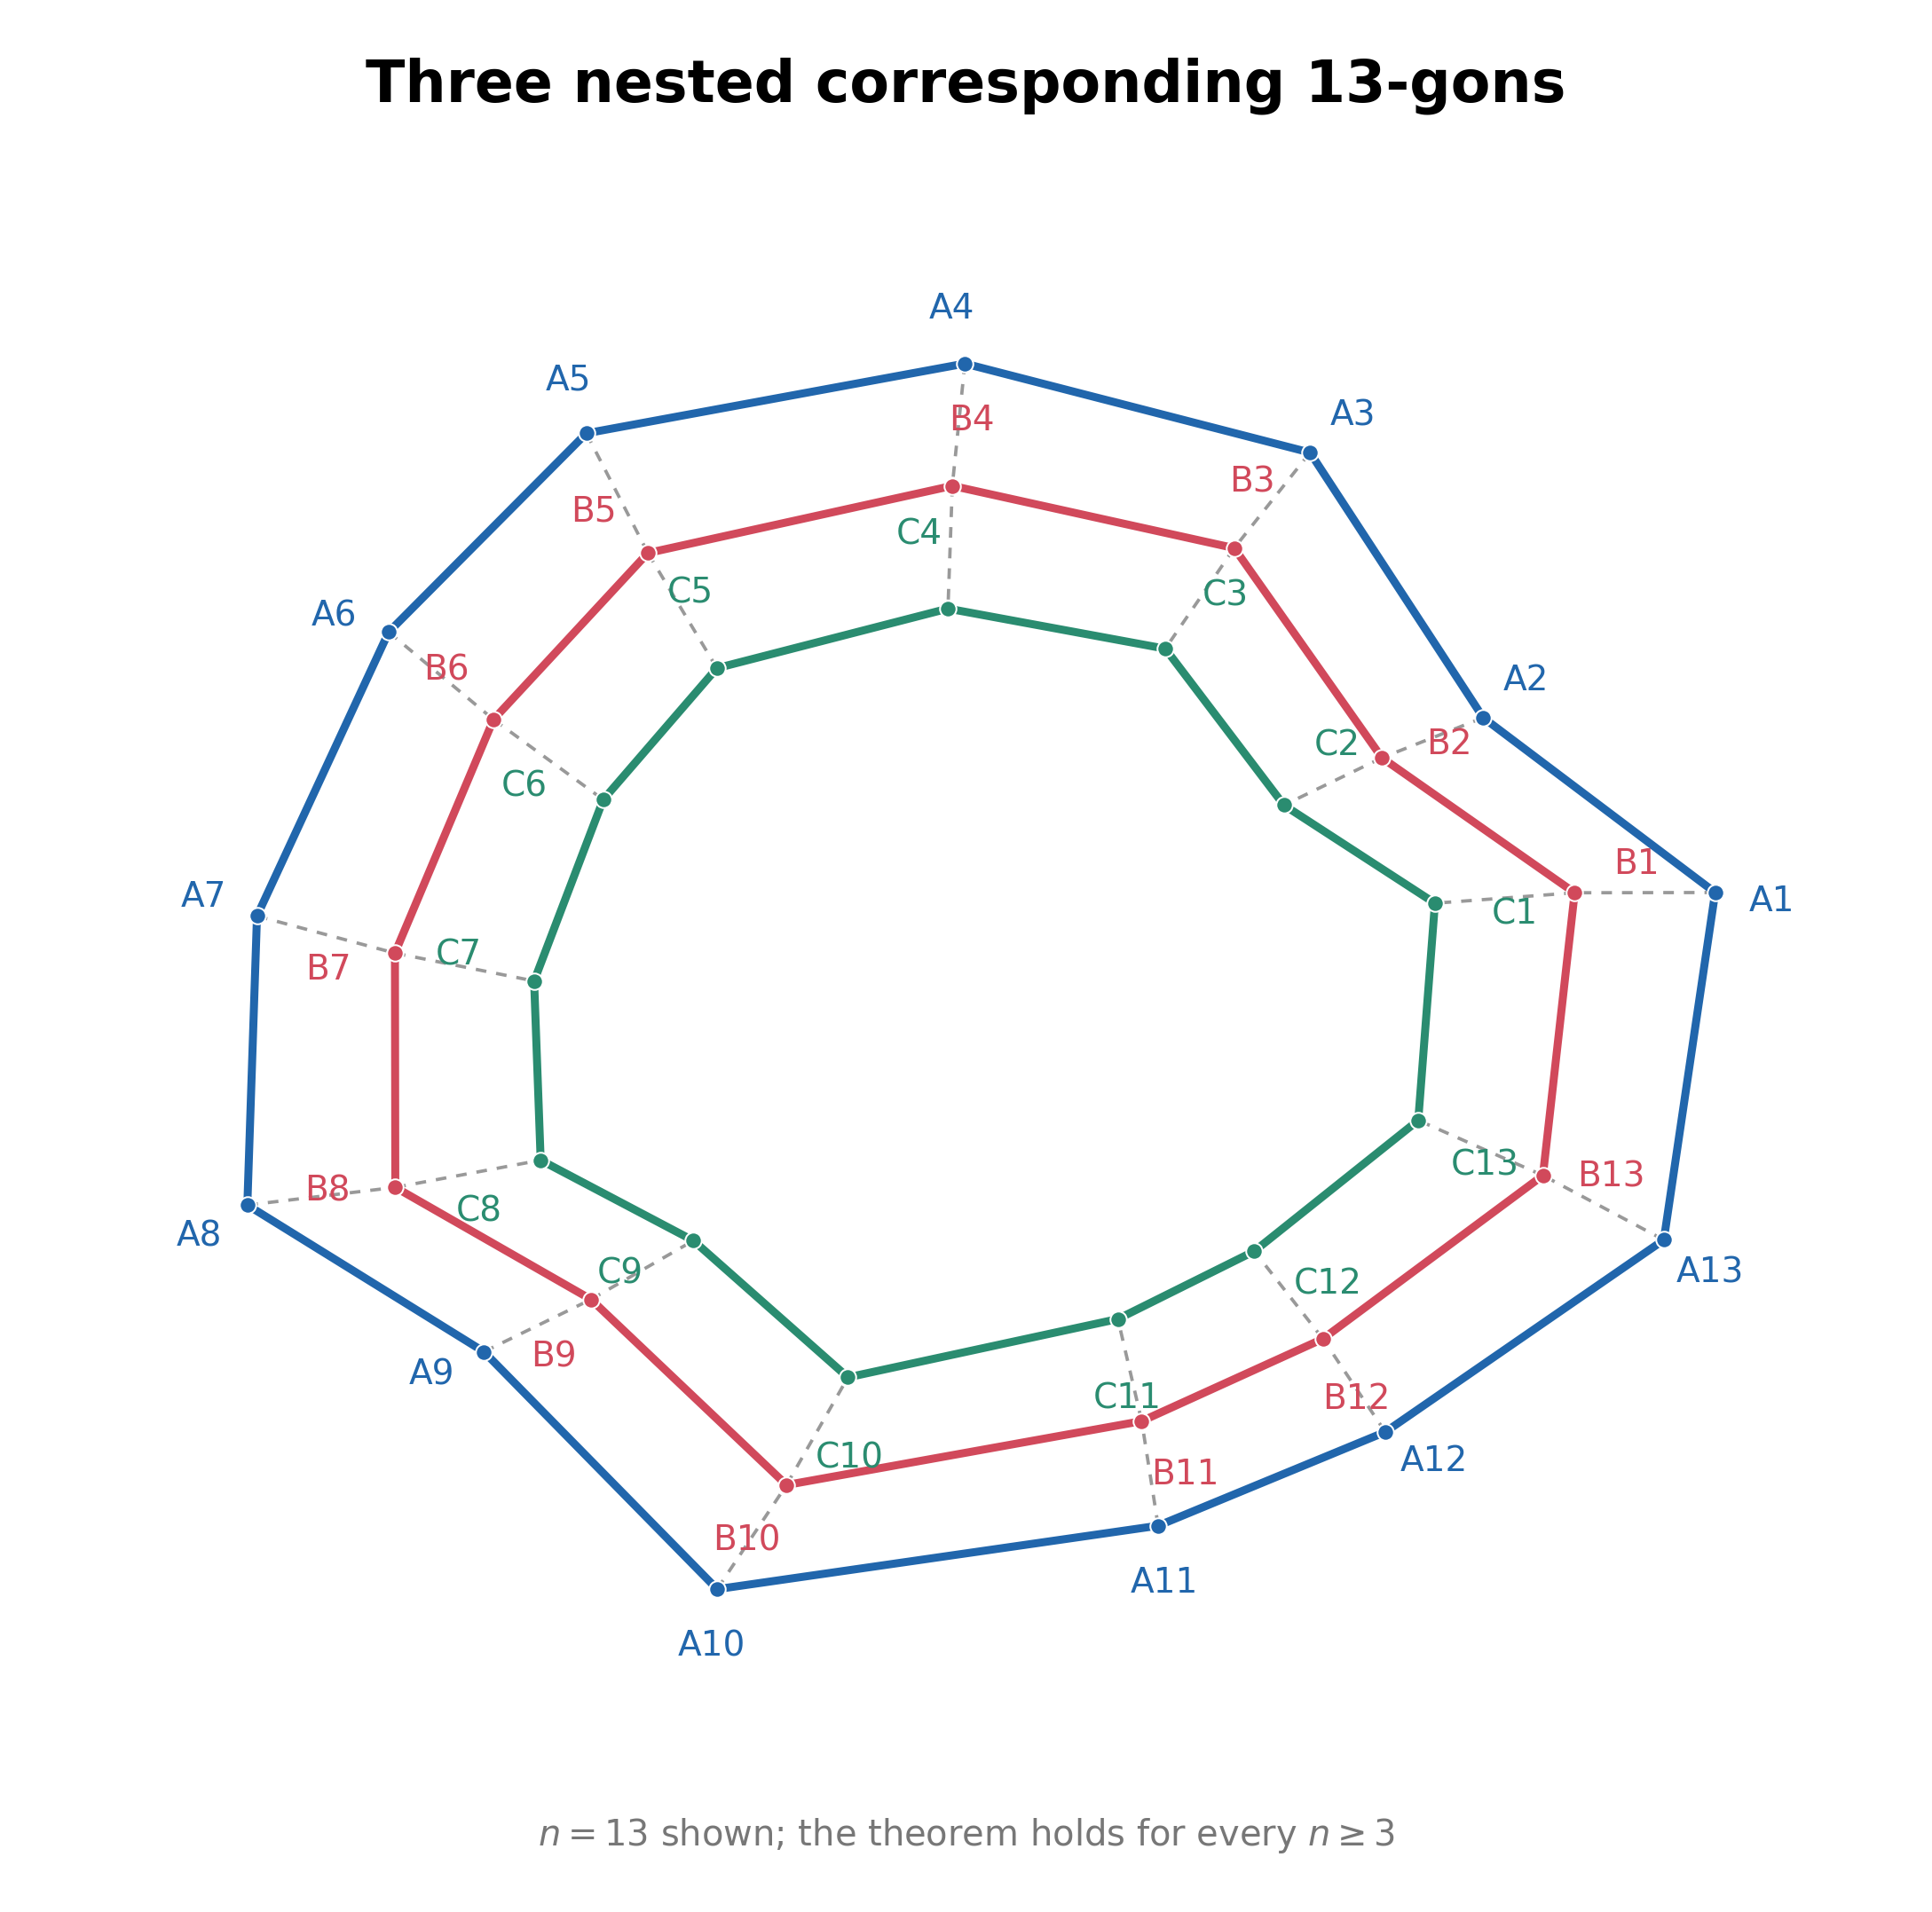 Three nested corresponding 13-gons
A4
A5
A3
B4
B3
B5
C4
C5
C3
A6
B6
A2
C2
B2
C6
B1
A7
A1
C1
C7
B7
B8
C13
B13
C8
A8
C9
A13
C12
B9
A9
C11
B12
C10
A12
B11
B10
A11
A10
n = 13 shown; the theorem holds for every n ≥ 3